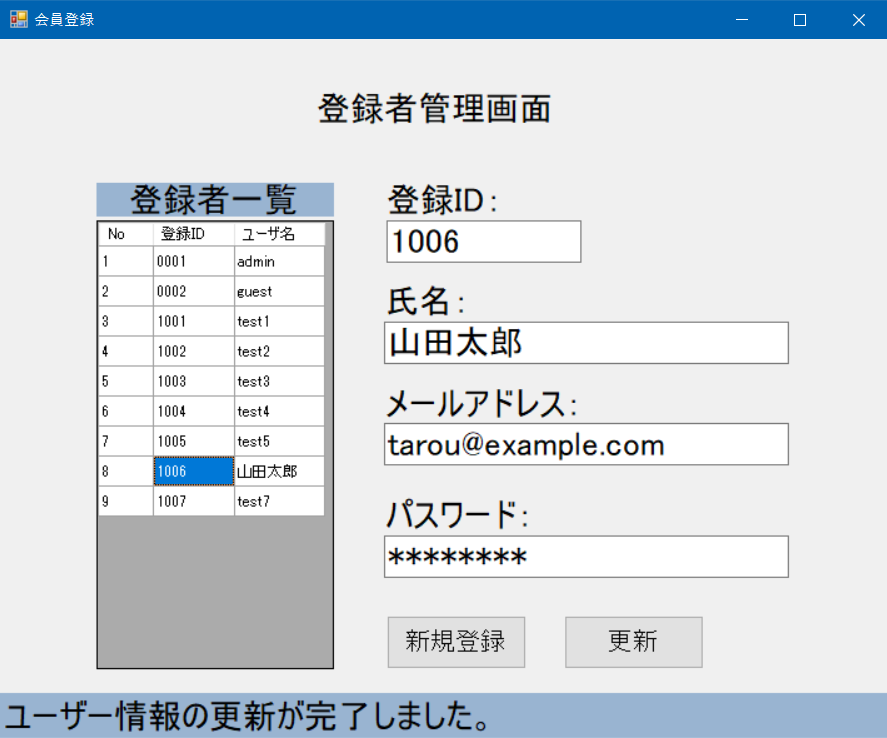 会員登録
登録者管理画面
登録者一覧
No 登録ID ユーザ名
1 0001 admin
2 0002 guest
3 1001 test1
4 1002 test2
5 1003 test3
6 1004 test4
7 1005 test5
8 1006 山田太郎
9 1007 test7
登録ID:
1006
氏名:
山田太郎
メールアドレス:
tarou@example.com
パスワード:
********
新規登録 更新
ユーザー情報の更新が完了しました。